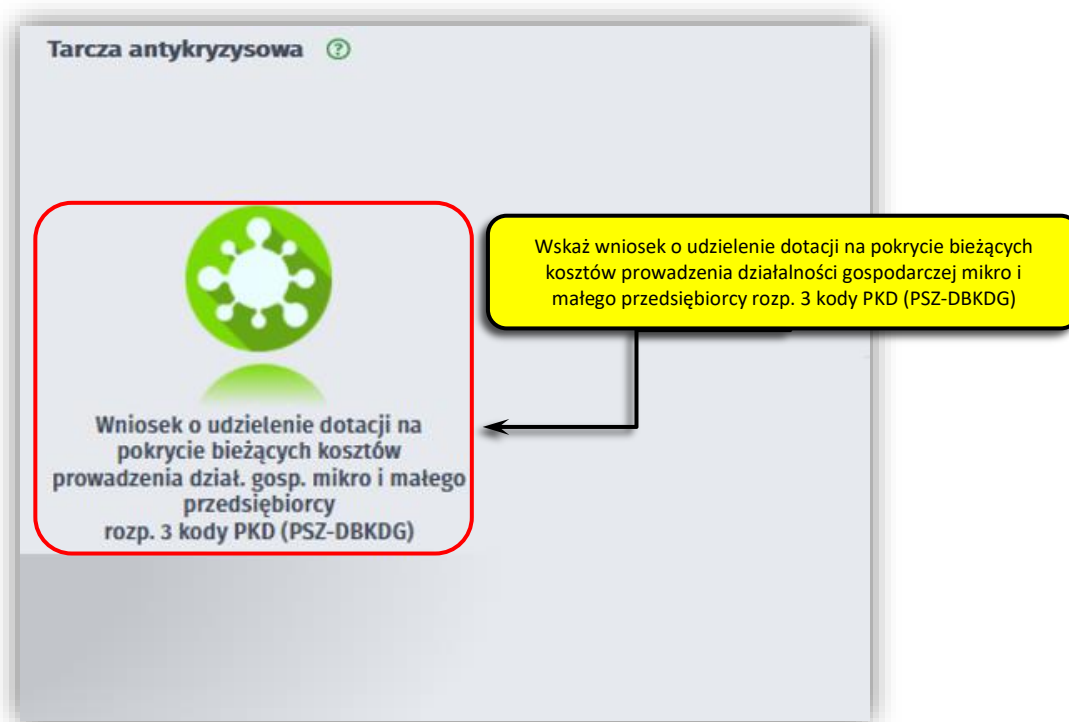 Tarcza antykryzysowa ?
Wskaż wniosek o udzielenie dotacji na pokrycie bieżących
kosztów prowadzenia działalności gospodarczej mikro i
małego przedsiębiorcy rozp. 3 kody PKD (PSZ-DBKDG)
Wniosek o udzielenie dotacji na
pokrycie bieżących kosztów
prowadzenia dział. gosp. mikro i małego
przedsiębiorcy
rozp. 3 kody PKD (PSZ-DBKDG)